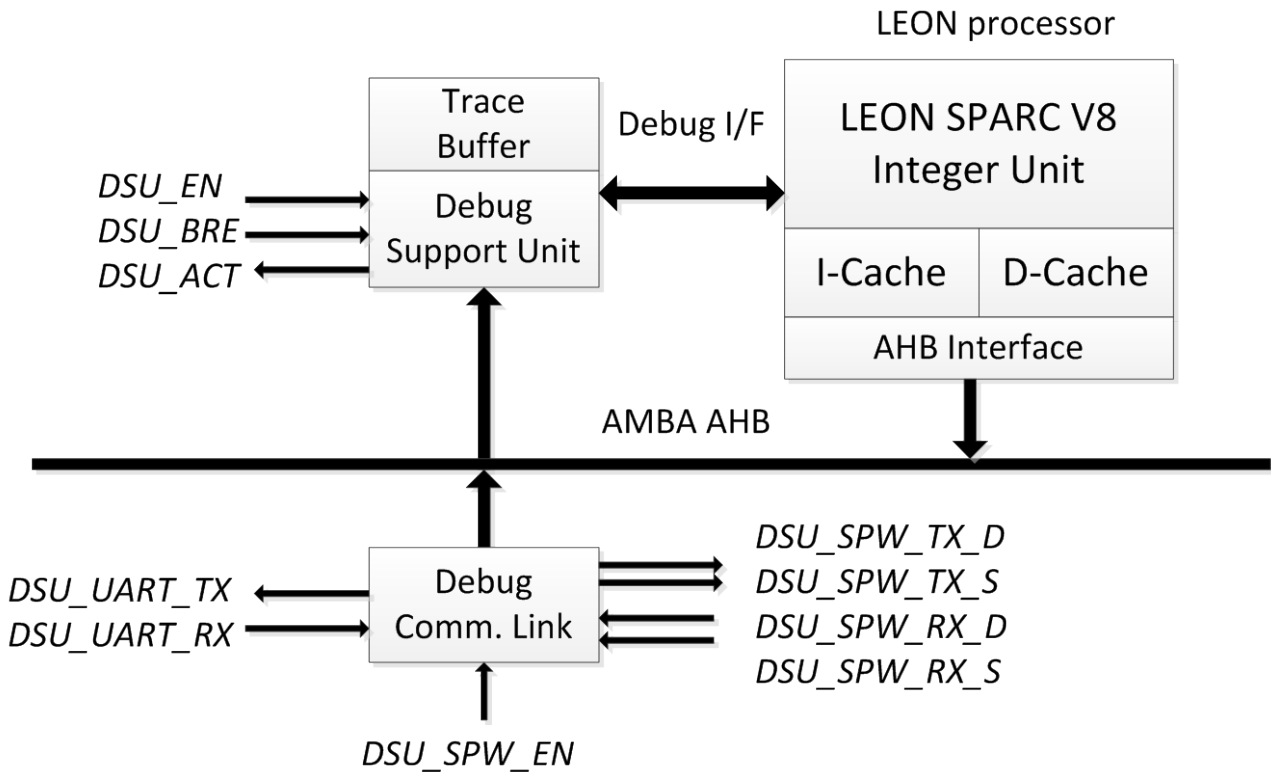 LEON processor
Trace
Buffer
Debug I/F
LEON SPARC V8
Integer Unit
DSU_EN
DSU_BRE
DSU_ACT
Debug
Support Unit
I-Cache
D-Cache
AHB Interface
AMBA AHB
DSU_UART_TX
DSU_UART_RX
Debug
Comm. Link
DSU_SPW_TX_D
DSU_SPW_TX_S
DSU_SPW_RX_D
DSU_SPW_RX_S
DSU_SPW_EN